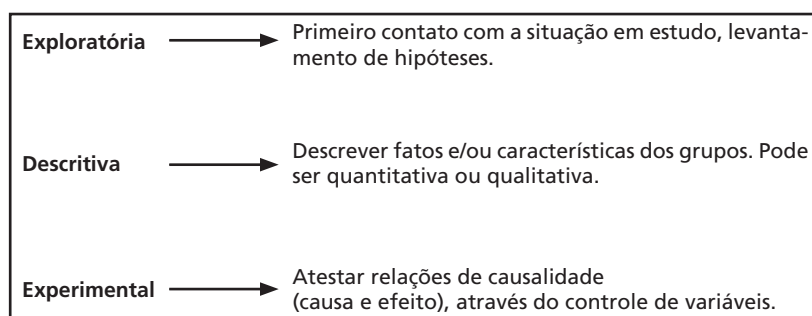 Exploratória
Primeiro contato com a situação em estudo, levanta-
mento de hipóteses.
Descritiva
Descrever fatos e/ou características dos grupos. Pode
ser quantitativa ou qualitativa.
Experimental
Atestar relações de causalidade
(causa e efeito), através do controle de variáveis.